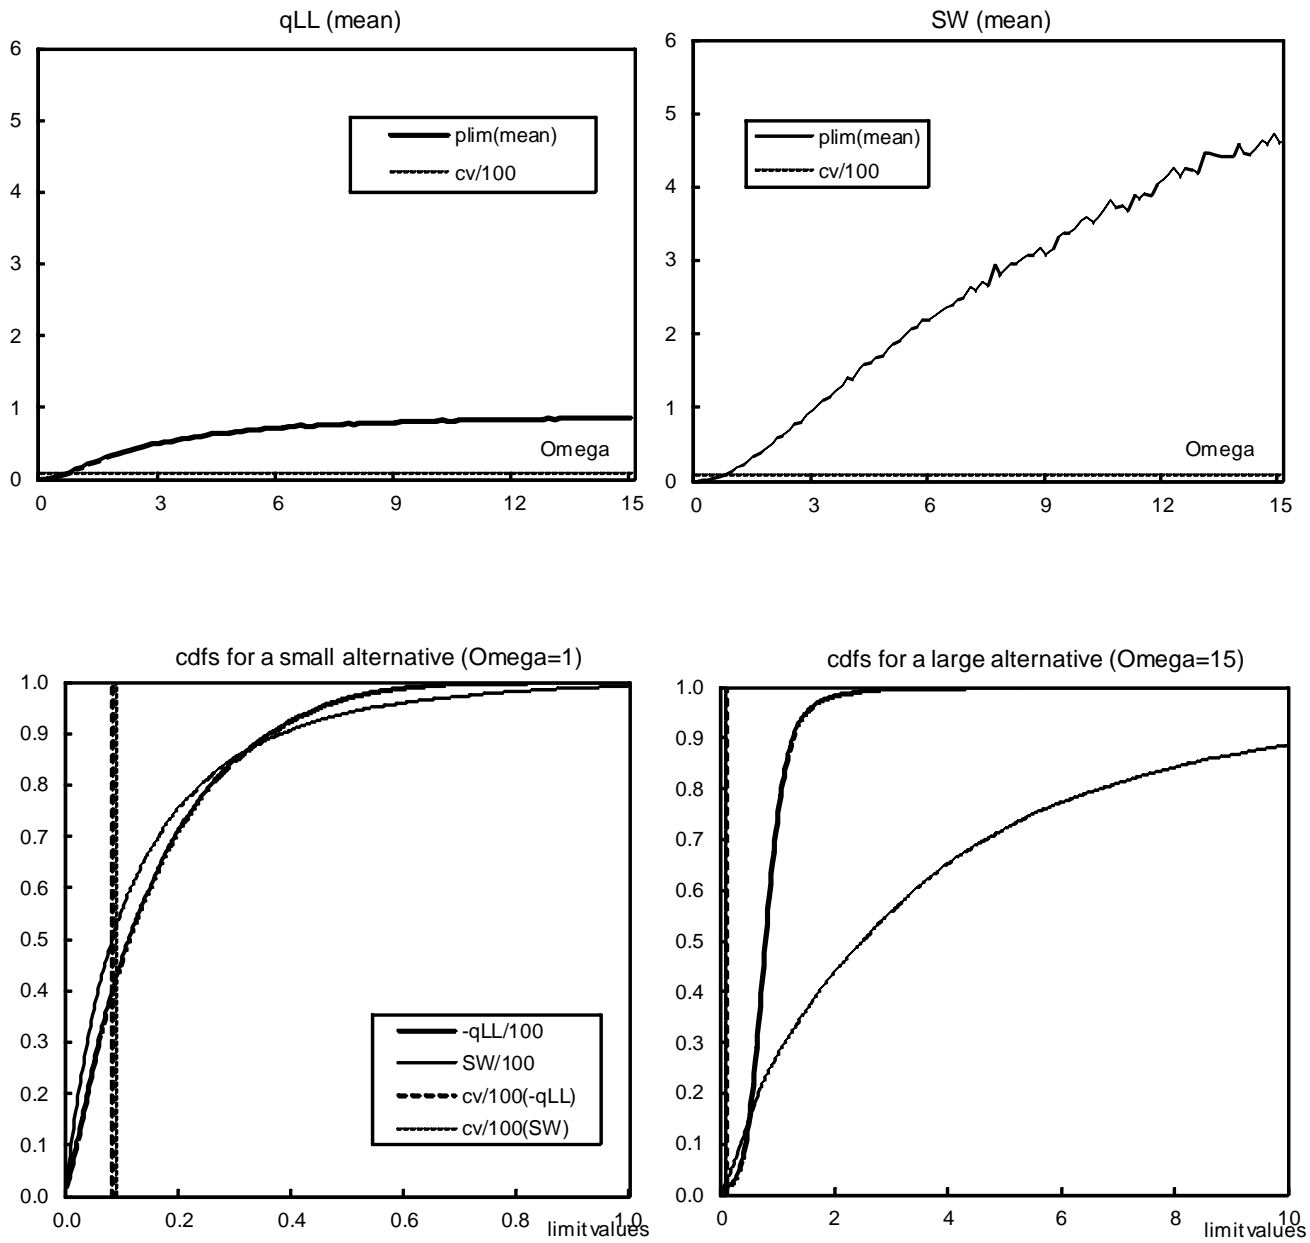 qLL (mean)
6
5
4
3
2
1
0
plim(mean)
cv/100
Omega
0 3 6 9 12 15
SW (mean)
6
5
4
3
2
1
0
plim(mean)
cv/100
Omega
0 3 6 9 12 15
cdfs for a small alternative (Omega=1)
1.0
0.9
0.8
0.7
0.6
0.5
0.4
0.3
0.2
0.1
0.0
-qLL/100
SW/100
cv/100(-qLL)
cv/100(SW)
0.0 0.2 0.4 0.6 0.8 1.0
limit values
cdfs for a large alternative (Omega=15)
1.0
0.9
0.8
0.7
0.6
0.5
0.4
0.3
0.2
0.1
0.0
0 2 4 6 8 10
limit values